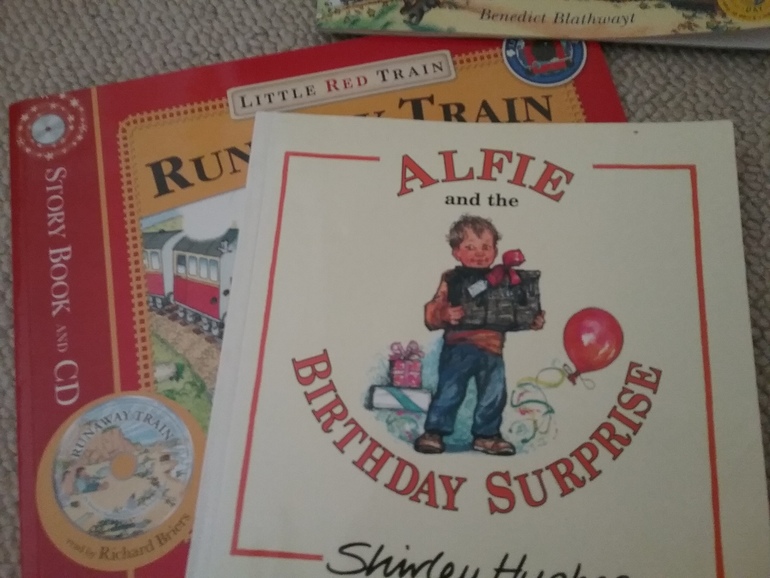 Benedict Blathwayt
LITTLE RED TRAIN
TRAIN
STORY BOOK AND CD
RUNAWAY TRAIN
read by Richard Briers
ALFIE
and the
BIRTHDAY SURPRISE
Shirley